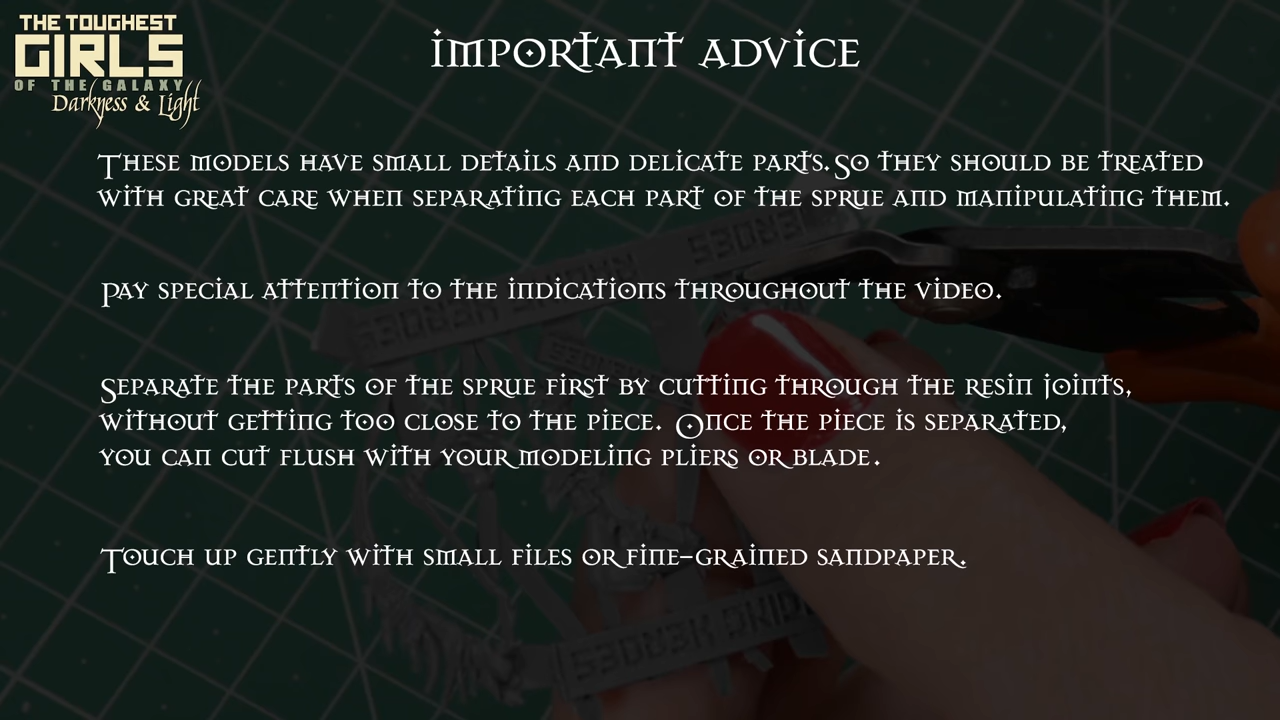 THE TOUGHEST
GIRLS
OF THE GALAXY
Darkness & Light
IMPORTANT ADVICE
These models have small details and delicate parts. So they should be treated
with great care when separating each part of the sprue and manipulating them.
Pay special attention to the indications throughout the video.
Separate the parts of the sprue first by cutting through the resin joints,
without getting too close to the piece. Once the piece is separated,
you can cut flush with your modeling pliers or blade.
Touch up gently with small files or fine-grained sandpaper.